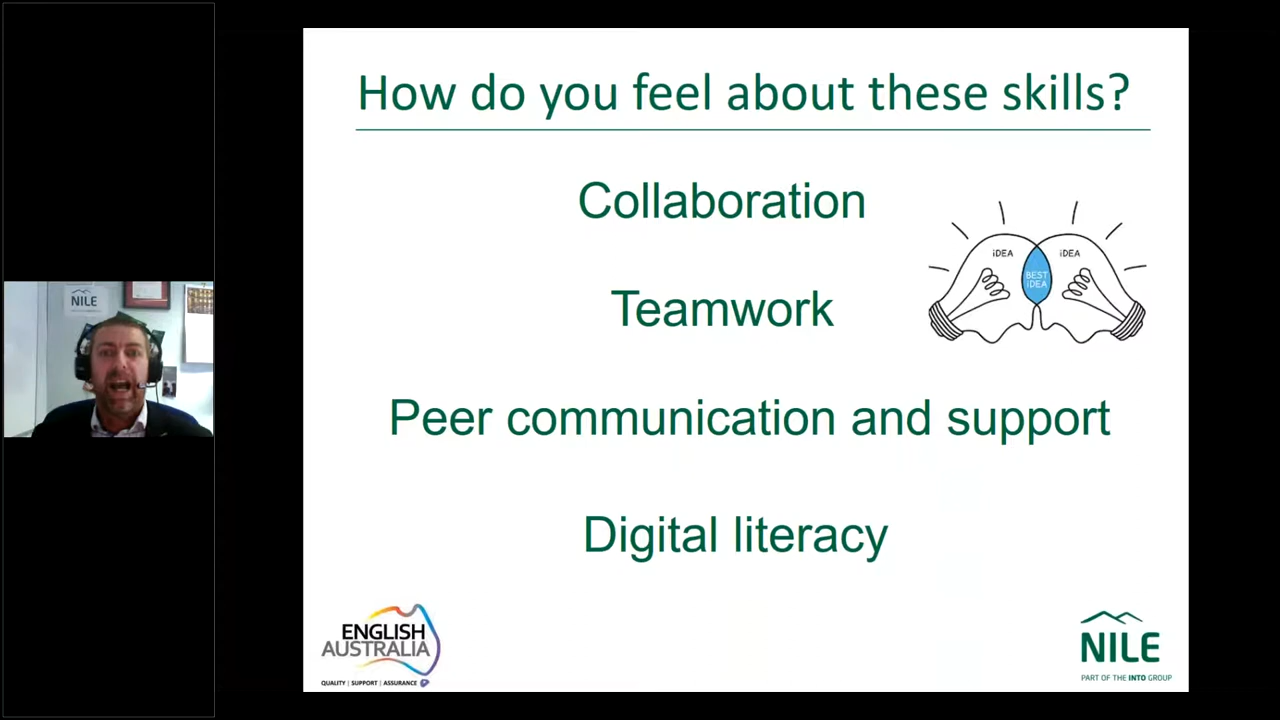 NILE
How do you feel about these skills?
Collaboration
iDEA
iDEA
BEST
iDEA
Teamwork
Peer communication and support
Digital literacy
ENGLISH
AUSTRALIA
QUALITY | SUPPORT | ASSURANCE
NILE
PART OF THE INTO GROUP